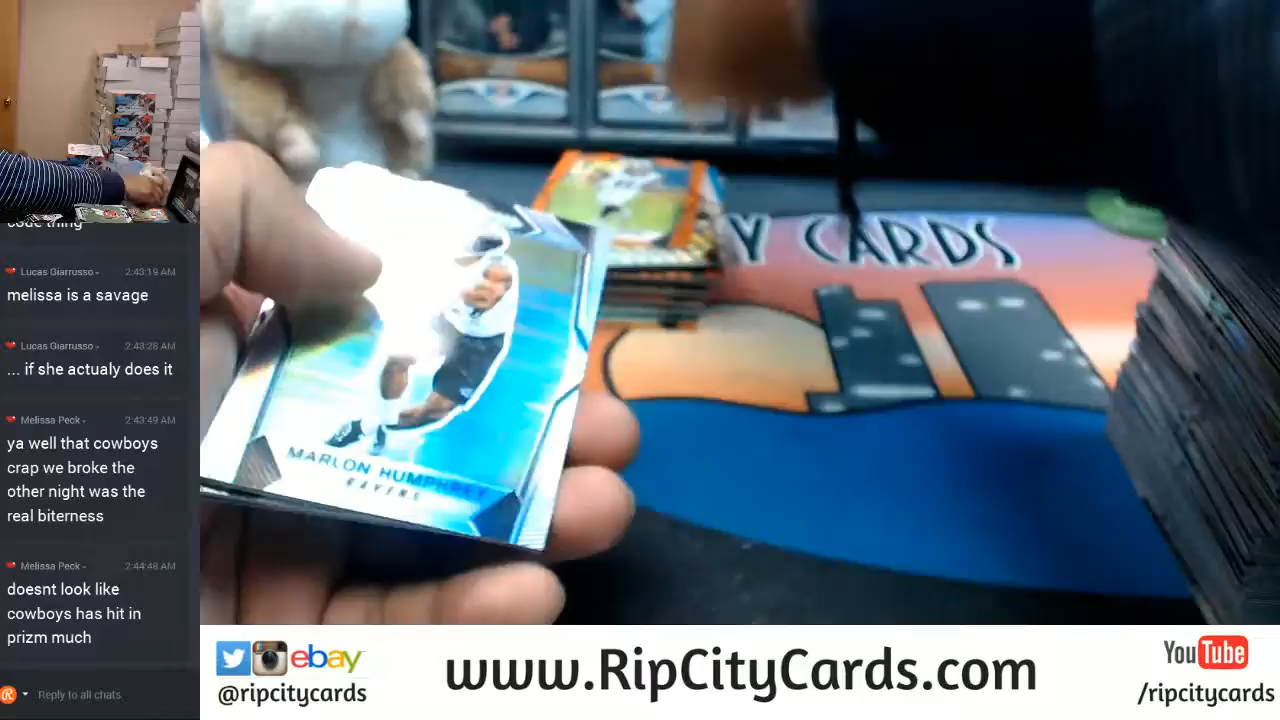 code thing
Lucas Giarrusso
2:43:19 AM
melissa is a savage
Lucas Giarrusso
2:43:28 AM
... if she actualy does it
Melissa Peck
2:43:49 AM
ya well that cowboys
crap we broke the
other night was the
real biterness
Melissa Peck
2:44:48 AM
doesnt look like
cowboys has hit in
prizm much
Reply to all chats
MARLON HUMPHREY
RAVENS
Y CARDS
ebay
@ripcitycards
www.RipCityCards.com
YouTube
/ripcitycards